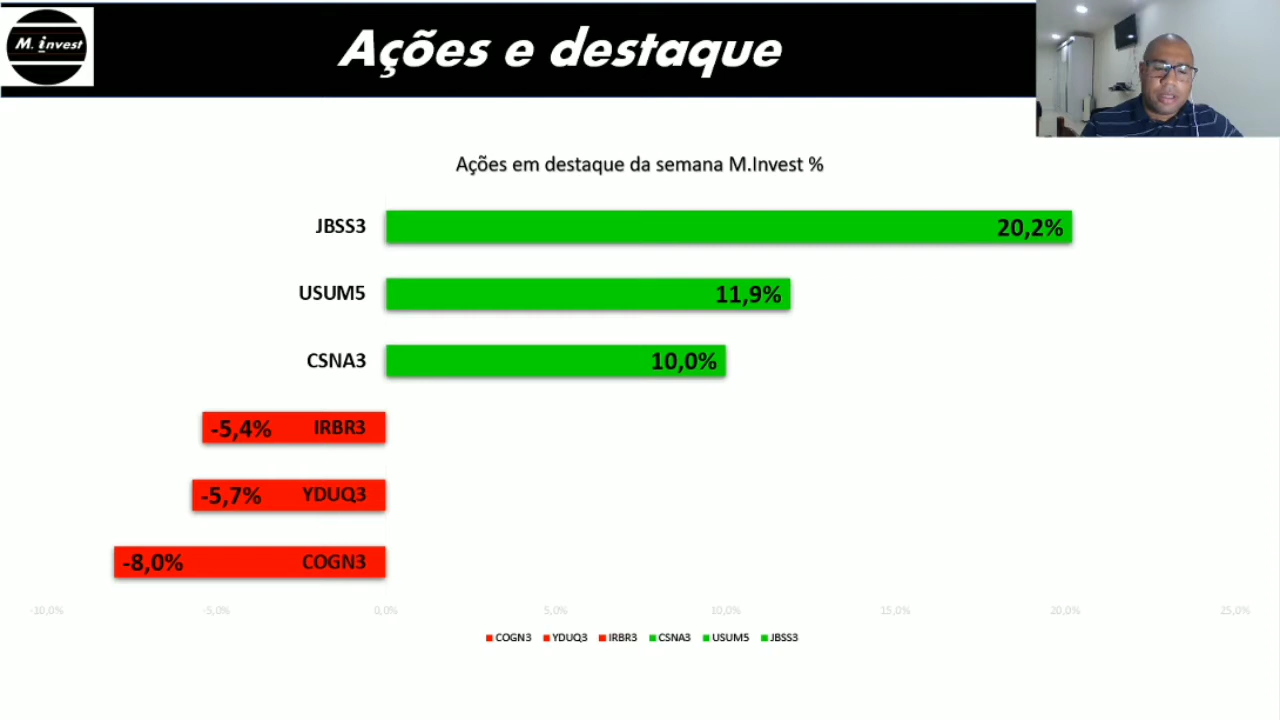 M. invest
Ações e destaque
Ações em destaque da semana M.Invest %
JBSS3 20,2%
USUM5 11,9%
CSNA3 10,0%
-5,4% IRBR3
-5,7% YDUQ3
-8,0% COGN3
-10,0% -5,0% 0,0% 5,0% 10,0% 15,0% 20,0% 25,0%
COGN3 YDUQ3 IRBR3 CSNA3 USUM5 JBSS3